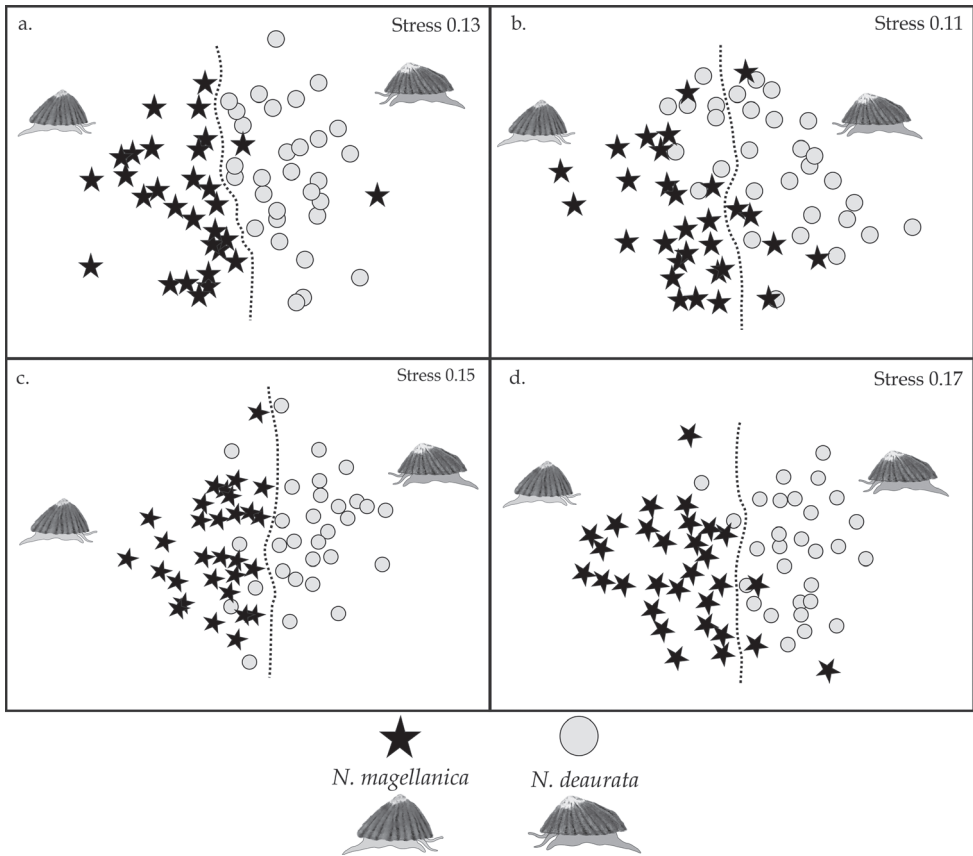 a.
Stress 0.13
b.
Stress 0.11
c.
Stress 0.15
d.
Stress 0.17
N. magellanica
N. deaurata